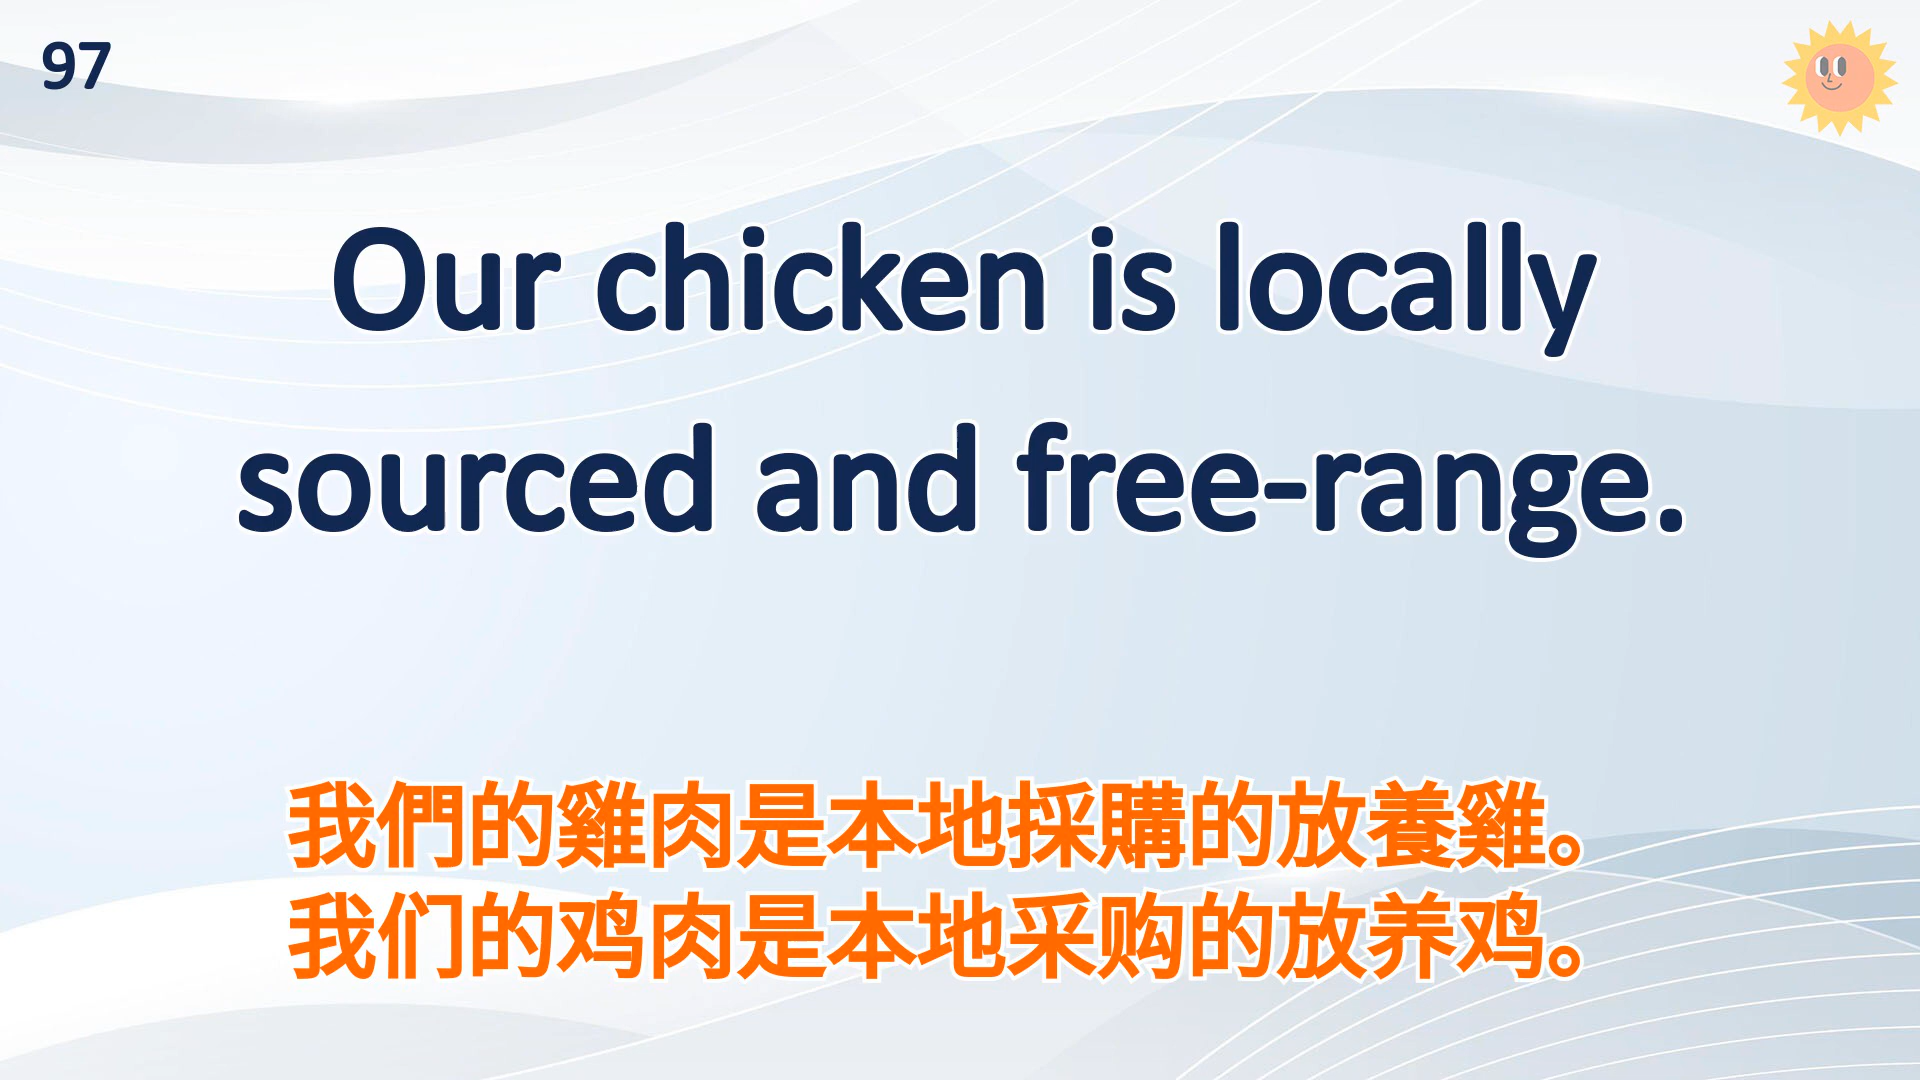 97
Our chicken is locally
sourced and free-range.
我們的雞肉是本地採購的放養雞。
我们的鸡肉是本地采购的放养鸡。